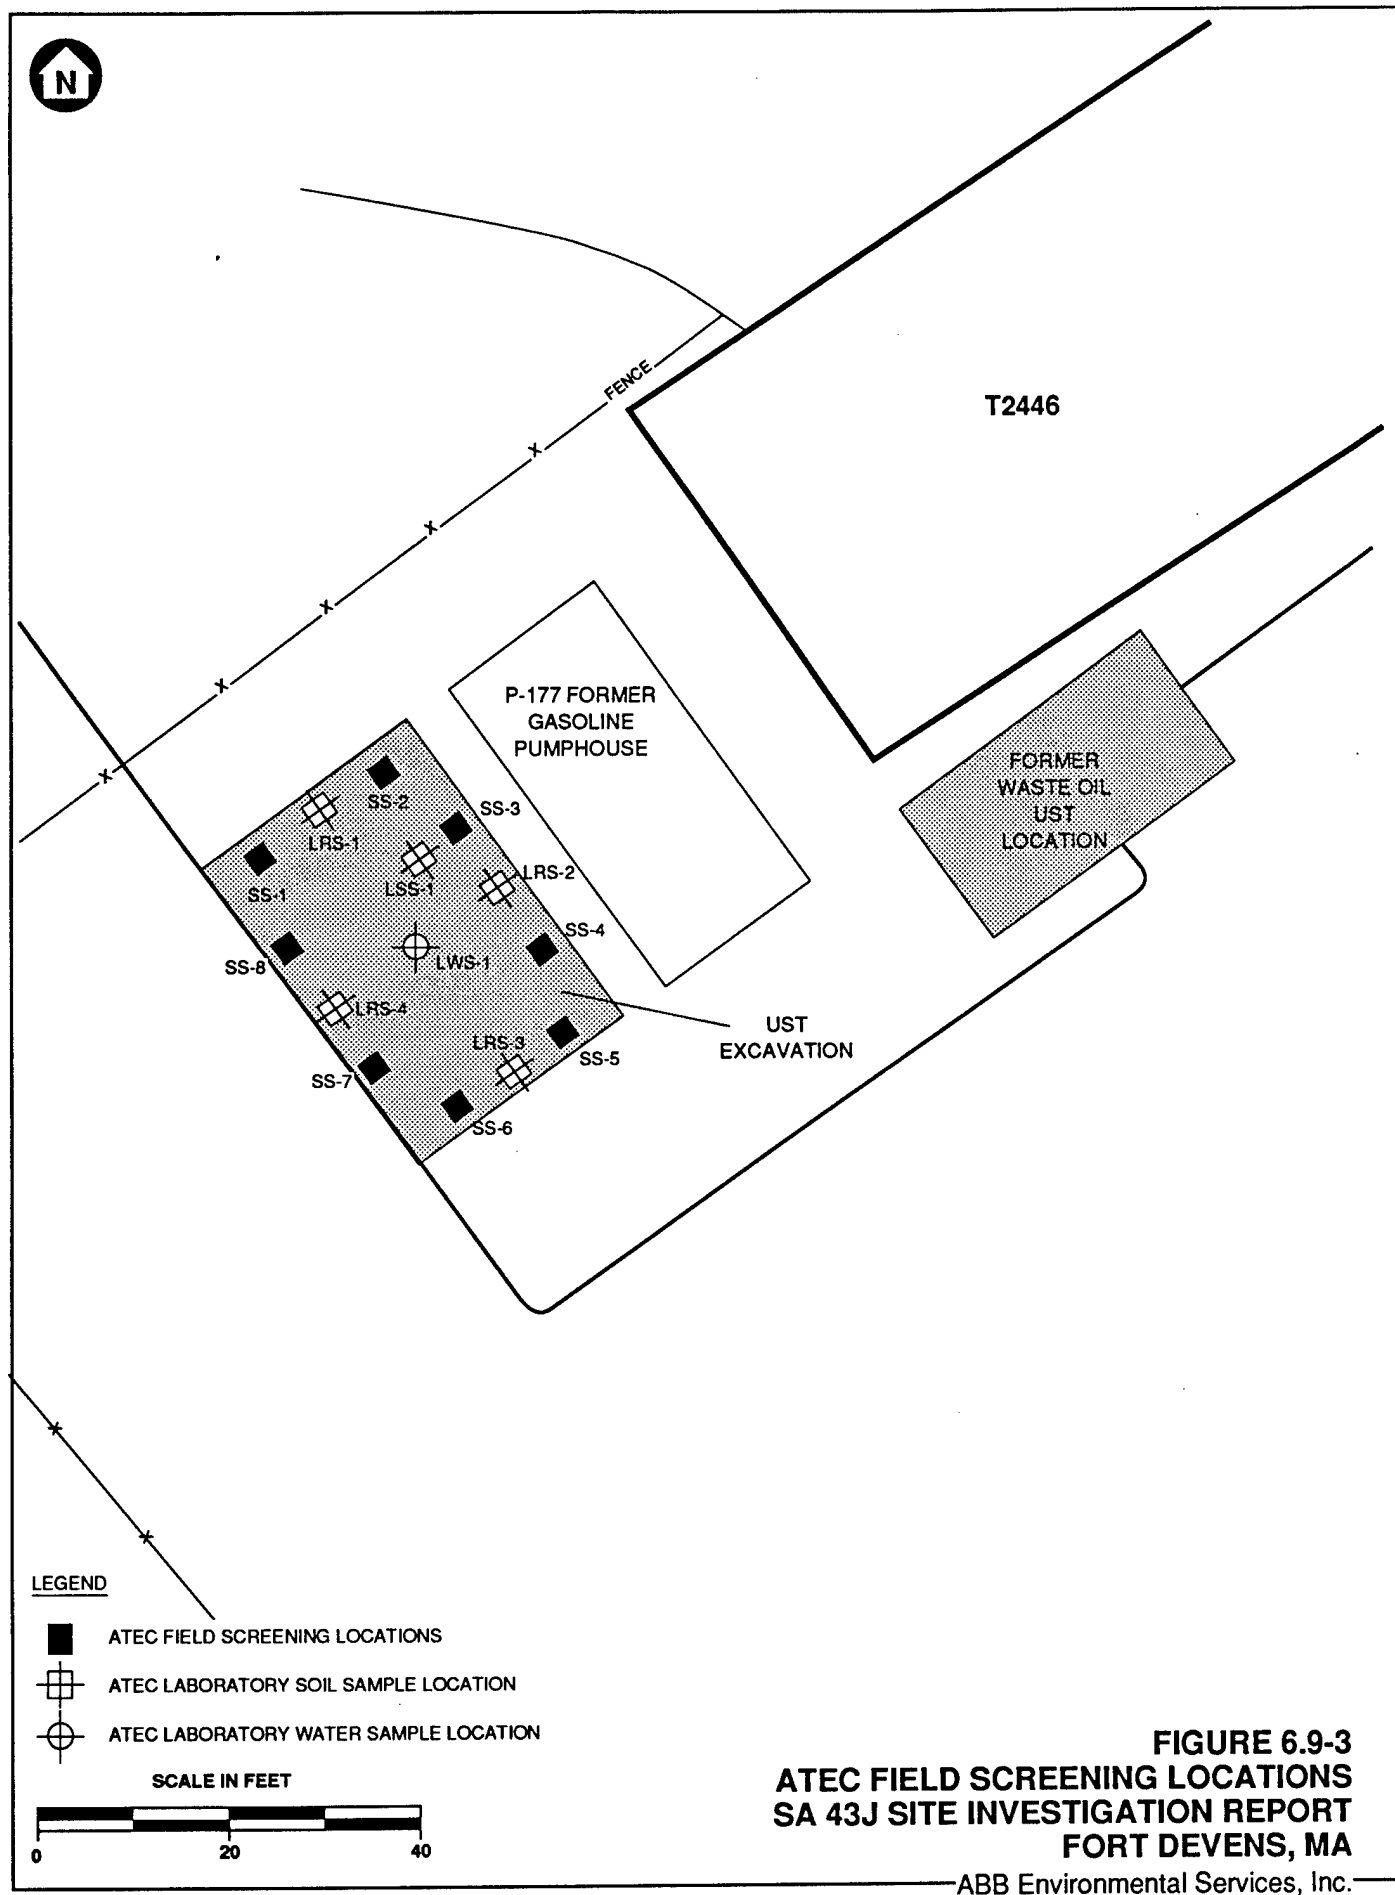 N
FENCE
T2446
P-177 FORMER
GASOLINE
PUMPHOUSE
FORMER
WASTE OIL
UST
LOCATION
SS-2
SS-3
LRS-1
LSS-1
LRS-2
SS-1
SS-4
SS-8
LWS-1
LRS-4
UST
EXCAVATION
LRS-3
SS-5
SS-7
SS-6
LEGEND
ATEC FIELD SCREENING LOCATIONS
ATEC LABORATORY SOIL SAMPLE LOCATION
ATEC LABORATORY WATER SAMPLE LOCATION
SCALE IN FEET
0 20 40
FIGURE 6.9-3
ATEC FIELD SCREENING LOCATIONS
SA 43J SITE INVESTIGATION REPORT
FORT DEVENS, MA
ABB Environmental Services, Inc.